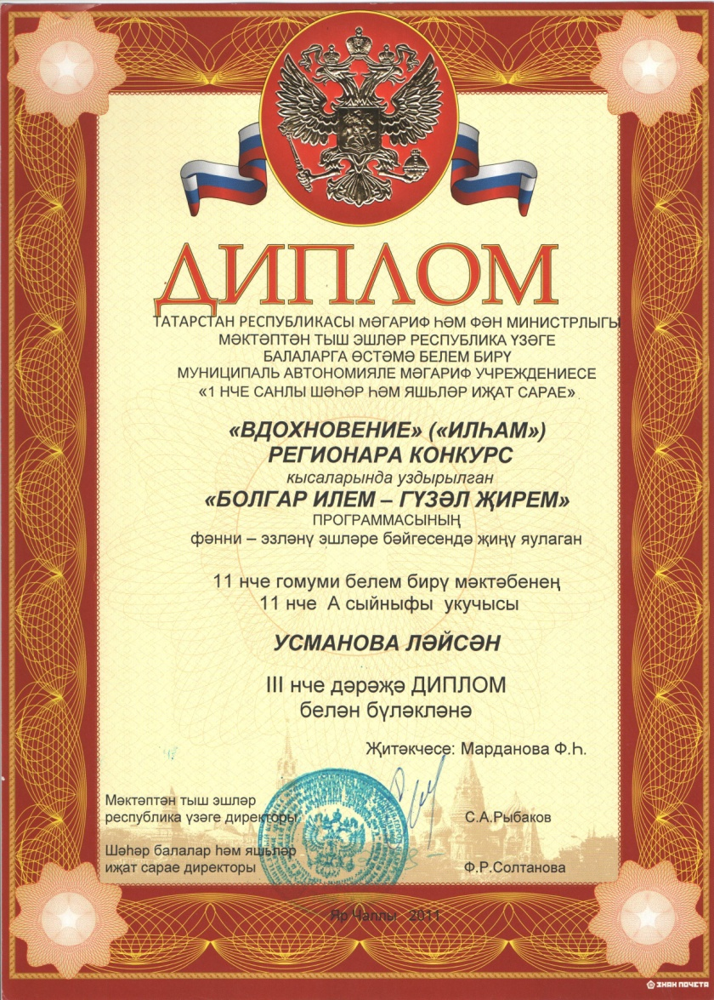 ДИПЛОМ
ТАТАРСТАН РЕСПУБЛИКАСЫ МӘГАРИФ ҺӘМ ФӘН МИНИСТРЛЫГЫ
МӘКТӘПТӘН ТЫШ ЭШЛӘР РЕСПУБЛИКА ҮЗӘГЕ
БАЛАЛАРГА ӨСТӘМӘ БЕЛЕМ БИРҮ
МУНИЦИПАЛЬ АВТОНОМИЯЛЕ МӘГАРИФ УЧРЕЖДЕНИЕСЕ
«1 НЧЕ САНЛЫ ШӘҺӘР ҺӘМ ЯШЬЛӘР ИҖАТ САРАЕ»
«ВДОХНОВЕНИЕ» («ИЛҺАМ»)
РЕГИОНАРА КОНКУРС
кысаларында уздырылган
«БОЛГАР ИЛЕМ – ГҮЗӘЛ ҖИРЕМ»
ПРОГРАММАСЫНЫҢ
фәнни – эзләнү эшләре бәйгесендә җиңү яулаган
11 нче гомуми белем бирү мәктәбенең
11 нче А сыйныфы укучысы
УСМАНОВА ЛӘЙСӘН
III нче дәрәҗә ДИПЛОМ
белән бүләкләнә
Җитәкчесе: Марданова Ф.Һ.
Мәктәптән тыш эшләр
республика үзәге директоры
С.А.Рыбаков
Шәһәр балалар һәм яшьләр
иҗат сарае директоры
Ф.Р.Солтанова
Яр Чаллы 2011
ЗНАК ПОЧЕТА